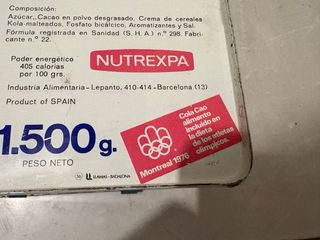 Composición:
Azúcar., Cacao en polvo desgrasado, Crema de cereales
Kola-malteados. Fosfato bicálcico, Aromatizantes y Sal.
Fórmula registrada en Sanidad (S. H. A.) n.º 298. Fabri-
cante n.º 22.
Poder energético
405 calorías
por 100 grs.
NUTREXPA
Industria Alimentaria - Lepanto, 410-414 - Barcelona (13)
Product of SPAIN
1.500 g.
PESO NETO
Montreal 1976
Cola Cao
alimento
incluido en
la dieta
de los atletas
olímpicos.
LLAMAS - BADALONA